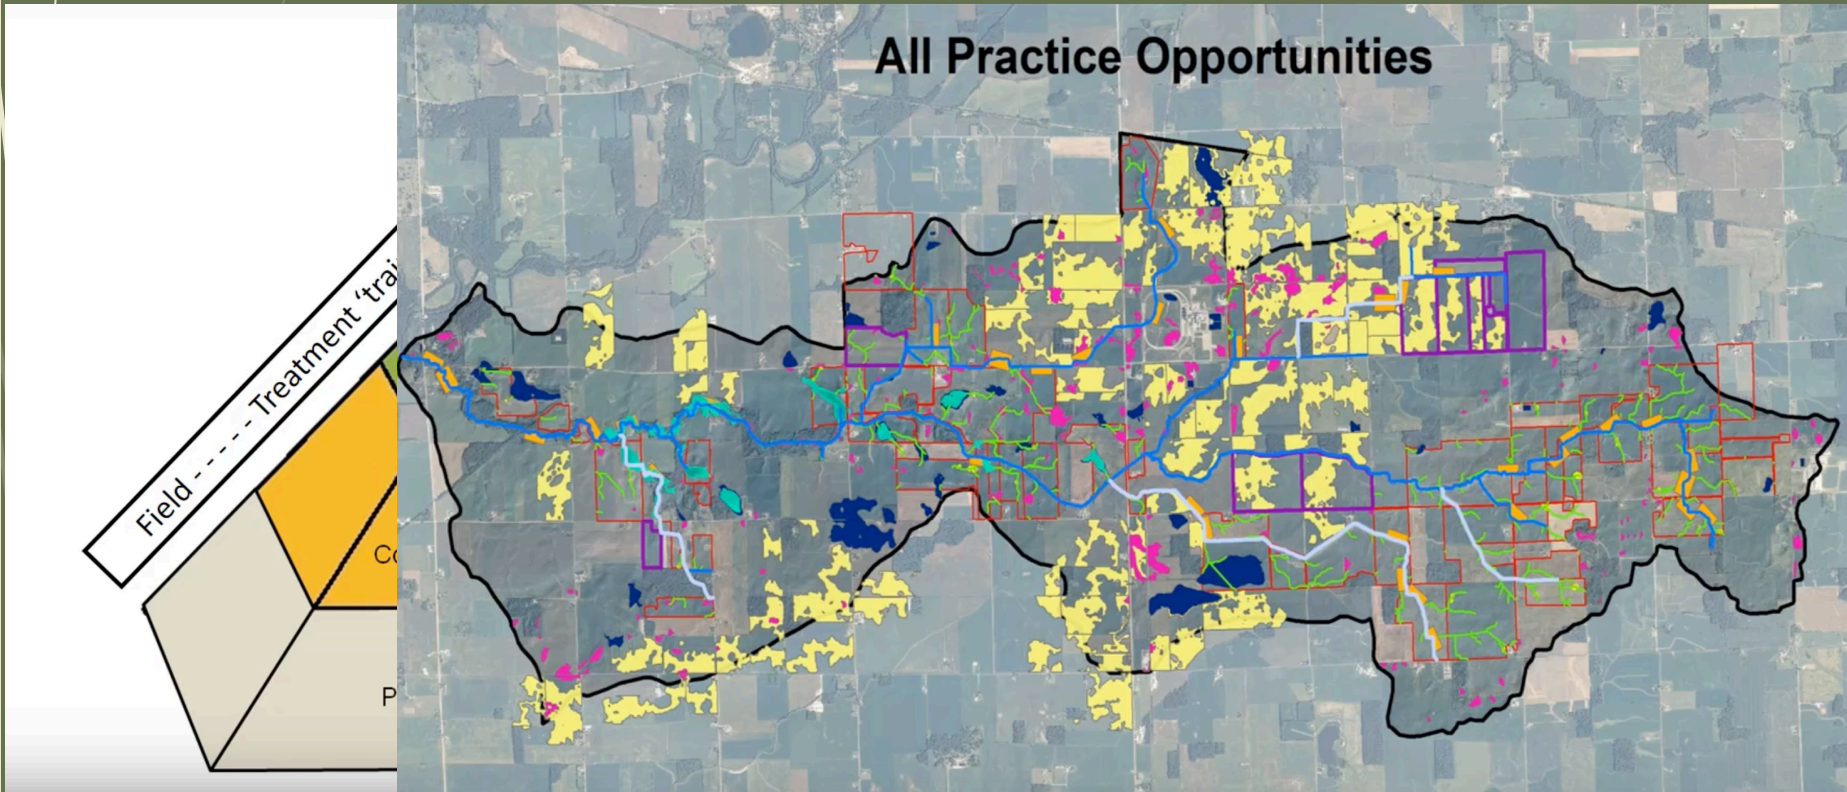 All Practice Opportunities
Field - - - - - Treatment 'trai
Co
P